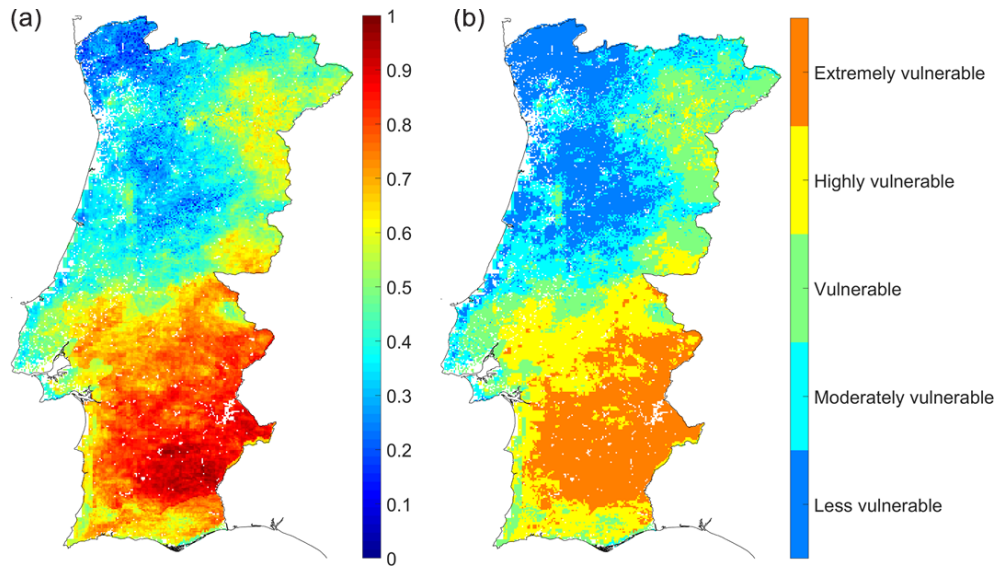 (a)
1
0.9
0.8
0.7
0.6
0.5
0.4
0.3
0.2
0.1
0
(b)
Extremely vulnerable
Highly vulnerable
Vulnerable
Moderately vulnerable
Less vulnerable